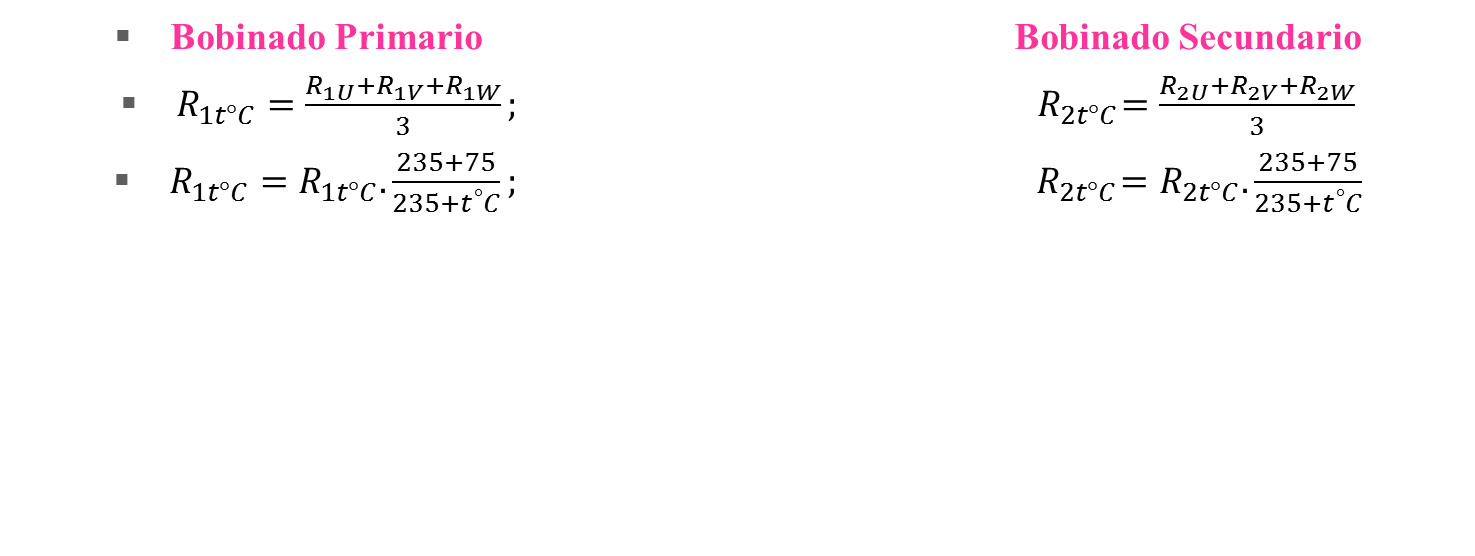 ▪ Bobinado Primario Bobinado Secundario
▪ R₁ₜ°C = (R₁U+R₁V+R₁W)/3 ; R₂ₜ°C = (R₂U+R₂V+R₂W)/3
▪ R₁ₜ°C = R₁ₜ°C . (235+75)/(235+t°C) ; R₂ₜ°C = R₂ₜ°C . (235+75)/(235+t°C)